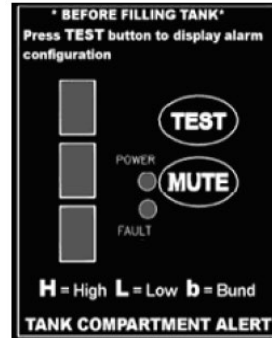 * BEFORE FILLING TANK*
Press TEST button to display alarm
configuration
TEST
POWER
MUTE
FAULT
H = High L = Low b = Bund
TANK COMPARTMENT ALERT